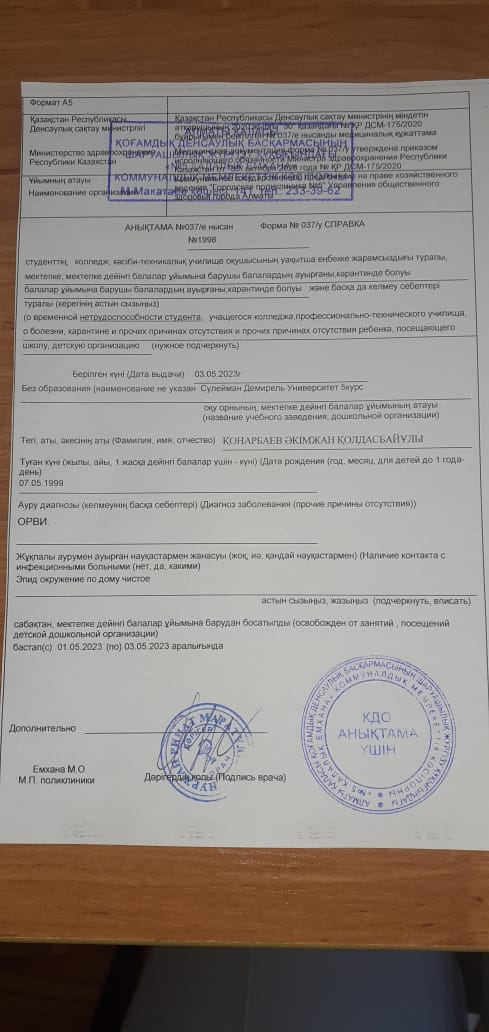 Формат А5
Қазақстан Республикасы
Денсаулық сақтау министрлігі
Қазақстан Республикасы Денсаулық сақтау министрінің міндетін
атқарушының 2020 жылғы "30" қазандағы № ҚР ДСМ-175/2020
бұйрығымен бекітілген № 037/е нысанды медициналық құжаттама
Министерство здравоохранения
Республики Казахстан
Медицинская документация форма № 037/у утверждена приказом
исполняющего обязанности Министра здравоохранения Республики
Казахстан от "30" октября 2020 года № ҚР ДСМ-175/2020
Ұйымның атауы
Наименование организации
Коммунальное государственное предприятие на праве хозяйственного
ведения "Городская поликлиника №5" Управления общественного
здоровья города Алматы
АЛМАТЫ ҚАЛАСЫ
ҚОҒАМДЫҚ ДЕНСАУЛЫҚ БАСҚАРМАСЫНЫҢ
ШАРУАШЫЛЫҚ ЖҮРГІЗУ ҚҰҚЫҒЫНДАҒЫ
«№5 ҚАЛАЛЫҚ ЕМХАНА»
КОММУНАЛДЫҚ МЕМЛЕКЕТТІК КӘСІПОРНЫ
М.Макатаев көшесі, 141, тел.: 233-39-62
АНЫҚТАМА №037/е нысан Форма № 037/у СПРАВКА
№1998
студенттің, колледж, кәсіби-техникалық училище оқушысының уақытша еңбекке жарамсыздығы туралы,
мектепке, мектепке дейінгі балалар ұйымына барушы балалардың ауырғаны,карантинде болуы
балалар ұйымына барушы балалардың ауырғаны,карантинде болуы және басқа да келмеу себептері
туралы (керегінің астын сызыңыз)
(о временной нетрудоспособности студента, учащегося колледжа,профессионально-технического училища,
о болезни, карантине и прочих причинах отсутствия и прочих причинах отсутствия ребенка, посещающего
школу, детскую организацию (нужное подчеркнуть)
Берілген күні (Дата выдачи) 03.05.2023г
Без образования (наименование не указан Сулейман Демирель Университет 5курс
оқу орнының, мектепке дейінгі балалар ұйымының атауы
(название учебного заведения, дошкольной организации)
Тегі, аты, әкесінің аты (Фамилия, имя, отчество) ҚОНАРБАЕВ ӘКІМЖАН ҚОЛДАСБАЙҰЛЫ
Туған күні (жылы, айы, 1 жасқа дейінгі балалар үшін - күні) (Дата рождения (год, месяц, для детей до 1 года-
день)
07.05.1999
Ауру диагнозы (келмеуінің басқа себептері) (Диагноз заболевания (прочие причины отсутствия))
ОРВИ.
Жұқпалы аурумен ауырған науқастармен жанасуы (жоқ, иә, қандай науқастармен) (Наличие контакта с
инфекционными больными (нет, да, какими)
Эпид окружение по дому чистое
астын сызыңыз, жазыңыз (подчеркнуть, вписать)
сабақтан, мектепке дейінгі балалар ұйымына барудан босатылды (освобожден от занятий , посещений
детской дошкольной организации)
бастап(с) 01.05.2023 (по) 03.05.2023 аралығында
Дополнительно
Емхана М.О.
М.П. поликлиники
Дәрігердің қолы (Подпись врача)
КДО
АНЫҚТАМА
ҮШІН